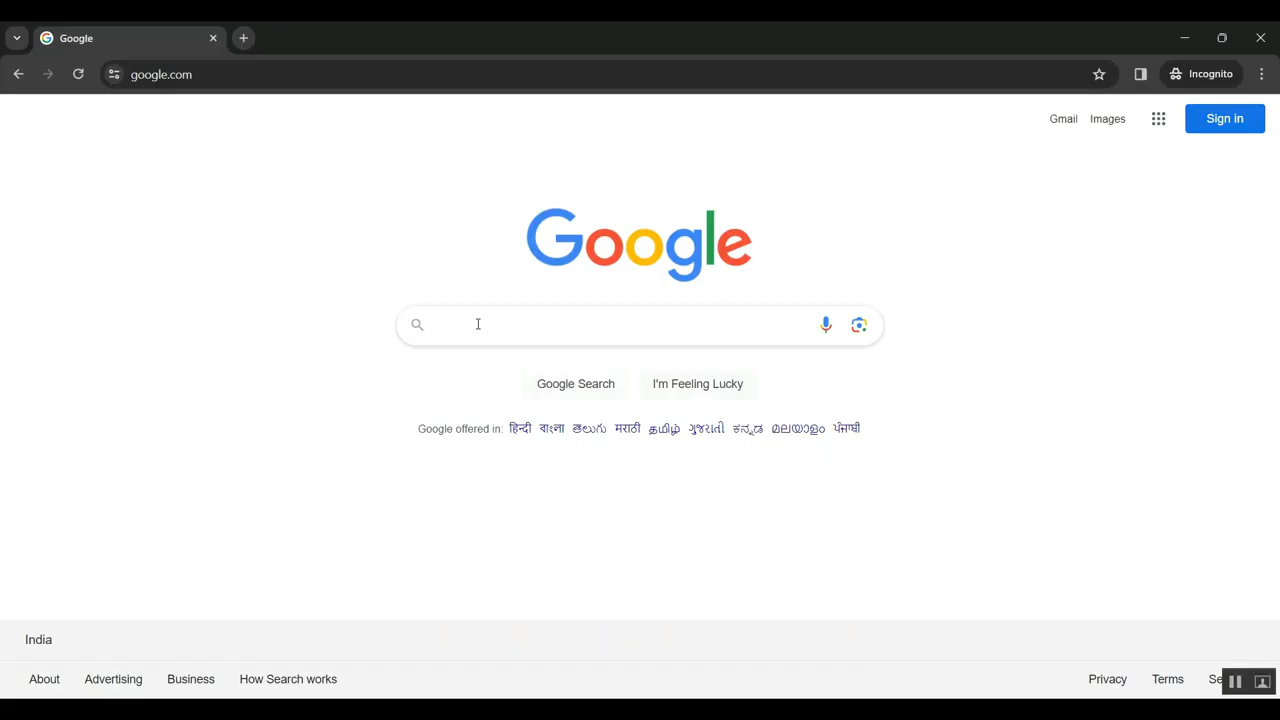 Google
google.com
Incognito
Gmail Images Sign in
Google
Google Search I'm Feeling Lucky
Google offered in: हिन्दी বাংলা తెలుగు मराठी தமிழ் ગુજરાતી ಕನ್ನಡ മലയാളം ਪੰਜਾਬੀ
India
About Advertising Business How Search works Privacy Terms Se